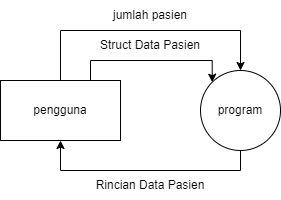 jumlah pasien
Struct Data Pasien
pengguna
program
Rincian Data Pasien